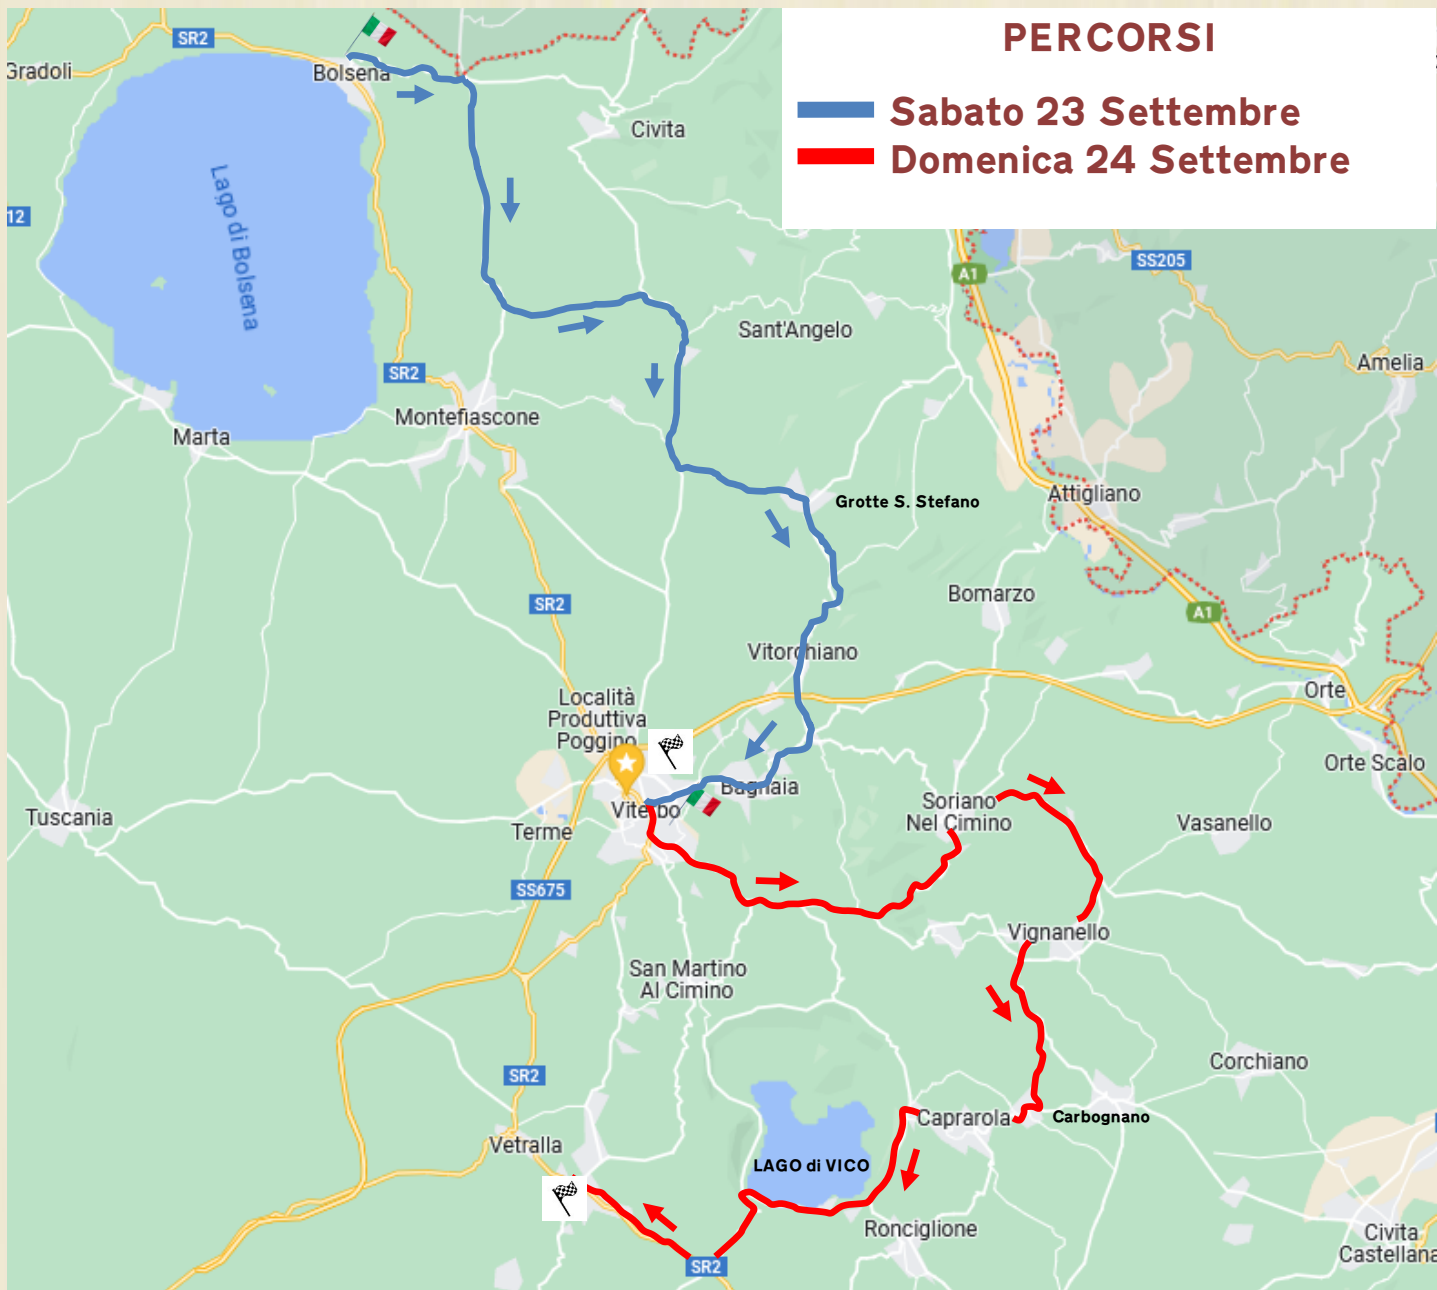 PERCORSI
Sabato 23 Settembre
Domenica 24 Settembre
SR2
Gradoli
Bolsena
Civita
12
Lago di Bolsena
SS205
A1
Sant'Angelo
Amelia
SR2
Montefiascone
Marta
Attigliano
Grotte S. Stefano
Bomarzo
SR2
A1
Vitorchiano
Località
Produttiva
Poggino
Orte
Orte Scalo
Bagnaia
Viterbo
Soriano
Nel Cimino
Tuscania
Terme
Vasanello
SS675
Vignanello
San Martino
Al Cimino
Corchiano
SR2
Caprarola
Carbognano
Vetralla
LAGO di VICO
Ronciglione
Civita
Castellana
SR2